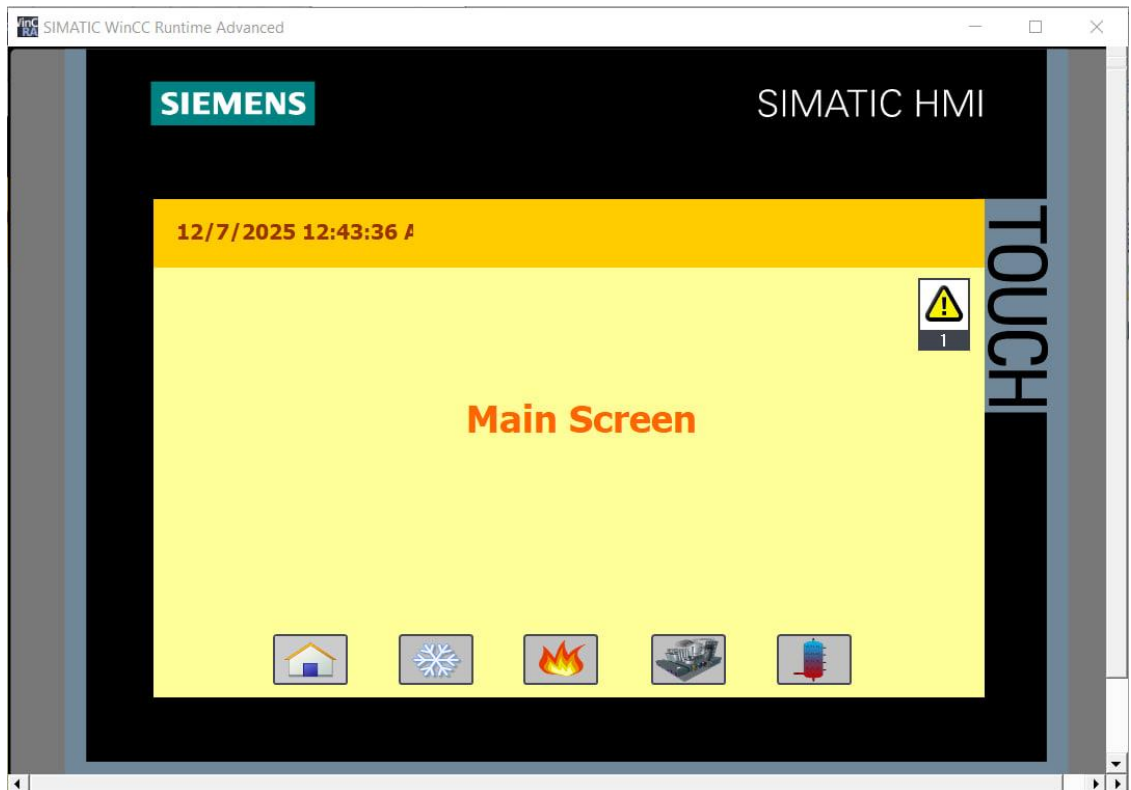 SIMATIC WinCC Runtime Advanced
SIEMENS
SIMATIC HMI
12/7/2025 12:43:36 A
TOUCH
1
Main Screen